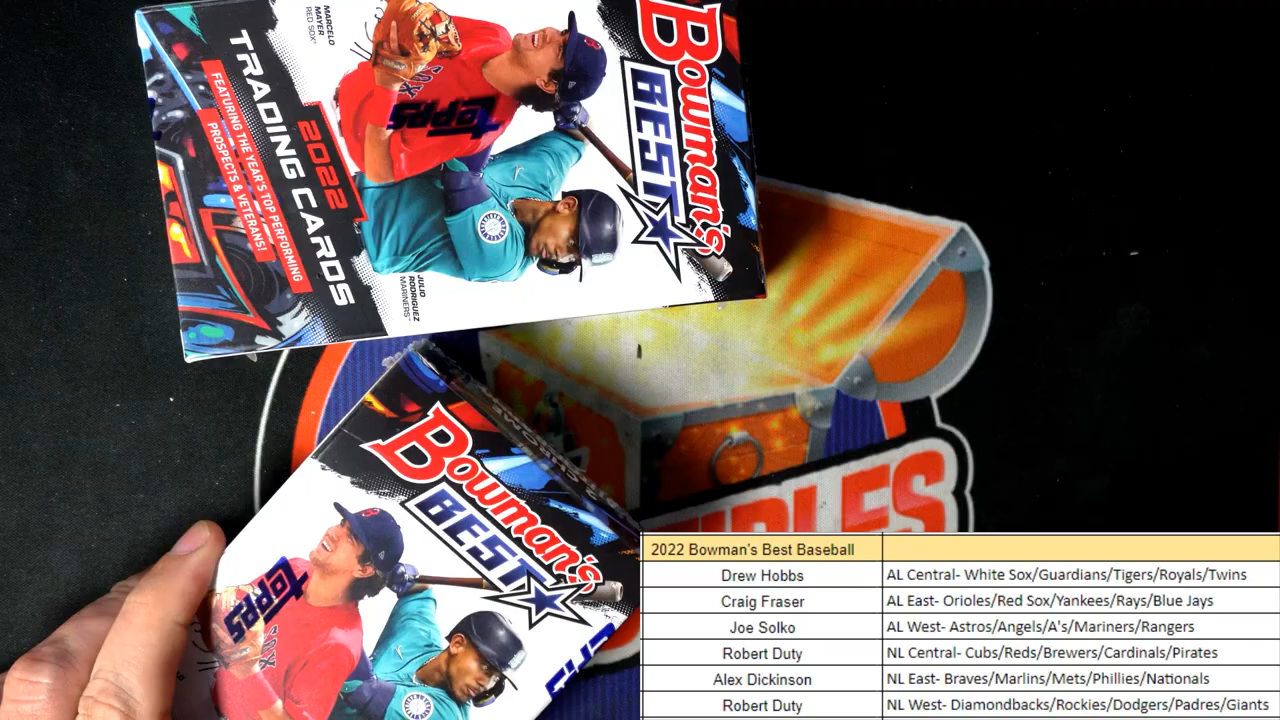 Bowman's
BEST
MARCELO
MAYER
RED SOX™
topps
2022
TRADING CARDS
FEATURING THE YEAR'S TOP PERFORMING
PROSPECTS & VETERANS!
JULIO
RODRIGUEZ
MARINERS™
Bowman's
BEST
topps
2022 Bowman's Best Baseball
Drew Hobbs AL Central- White Sox/Guardians/Tigers/Royals/Twins
Craig Fraser AL East- Orioles/Red Sox/Yankees/Rays/Blue Jays
Joe Solko AL West- Astros/Angels/A's/Mariners/Rangers
Robert Duty NL Central- Cubs/Reds/Brewers/Cardinals/Pirates
Alex Dickinson NL East- Braves/Marlins/Mets/Phillies/Nationals
Robert Duty NL West- Diamondbacks/Rockies/Dodgers/Padres/Giants